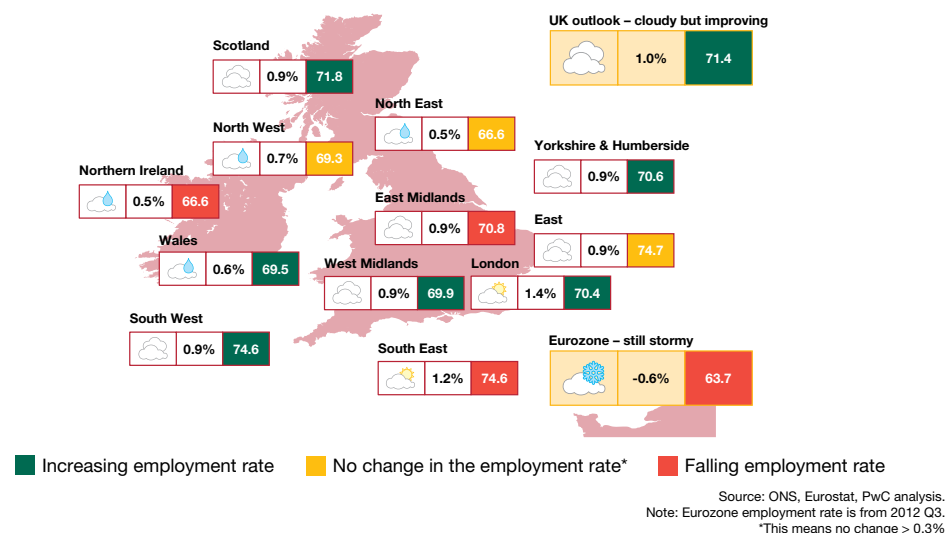 UK outlook – cloudy but improving
1.0% 71.4
Scotland
0.9% 71.8
North East
0.5% 66.6
North West
0.7% 69.3
Yorkshire & Humberside
0.9% 70.6
Northern Ireland
0.5% 66.6
East Midlands
0.9% 70.8
East
0.9% 74.7
Wales
0.6% 69.5
West Midlands
0.9% 69.9
London
1.4% 70.4
South West
0.9% 74.6
South East
1.2% 74.6
Eurozone – still stormy
-0.6% 63.7
Increasing employment rate
No change in the employment rate*
Falling employment rate
Source: ONS, Eurostat, PwC analysis.
Note: Eurozone employment rate is from 2012 Q3.
*This means no change > 0.3%